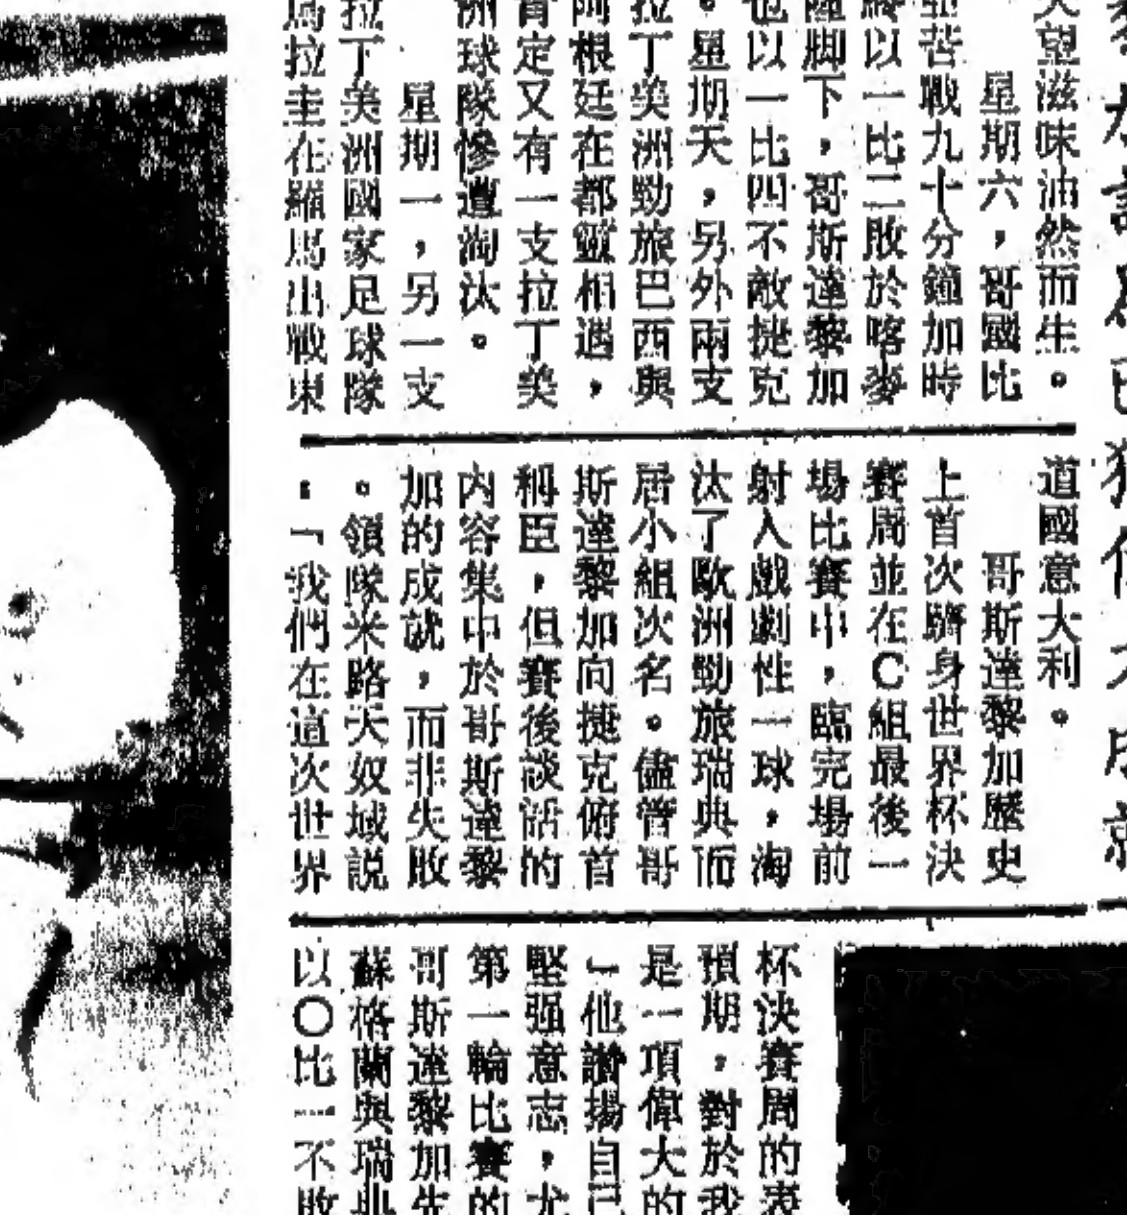 望滋味油然而生。
星期六，哥國比
亞苦戰九十分鐘加時
終以一比二敗於喀麥
陸脚下，哥斯達黎加
也以一比四不敵捷克
。星期天，另外兩支
拉丁美洲勁旅巴西與
阿根廷在都靈相遇，
肯定又有一支拉丁美
洲球隊慘遭淘汰。
星期一，另一支
拉丁美洲國家足球隊
烏拉圭在羅馬出戰東
道國意大利。
哥斯達黎加歷史
上首次躋身世界杯決
賽周並在C組最後一
場比賽中，臨完場前
射入戲劇性一球，淘
汰了歐洲勁旅瑞典而
居小組次名。儘管哥
斯達黎加向捷克俯首
稱臣，但賽後談話的
內容集中於哥斯達黎
加的成就，而非失敗
。領隊米路天奴域説
：「我們在這次世界
杯決賽周的表
預期，對於我
是一項偉大的
」他讚揚自己
堅强意志，尤
第一輪比賽的
哥斯達黎加先
蘇格蘭與瑞典
以〇比一不敗